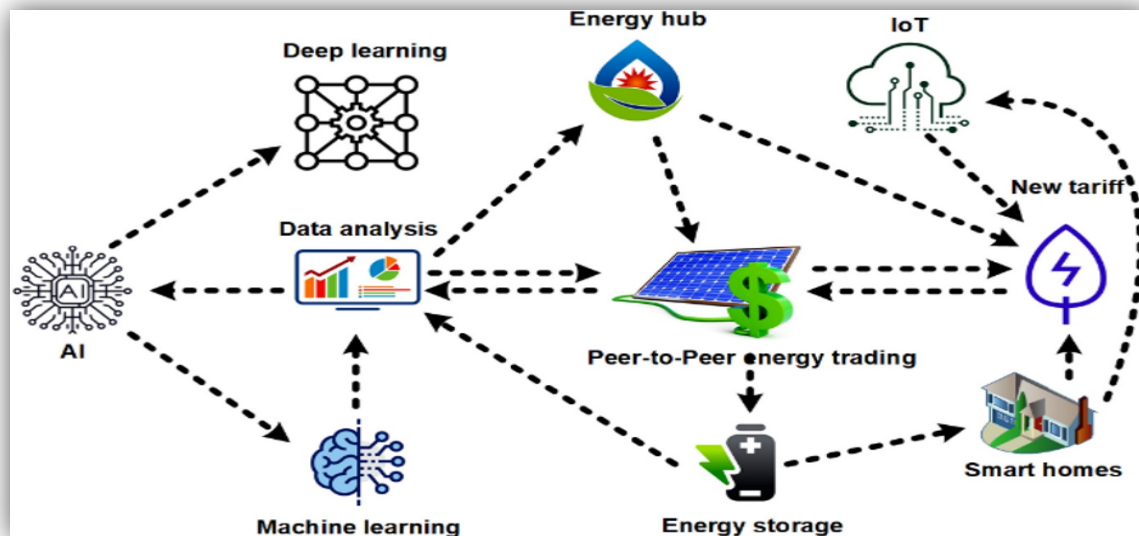 Energy hub
IoT
Deep learning
New tariff
Data analysis
AI
AI
Peer-to-Peer energy trading
Smart homes
Machine learning
Energy storage